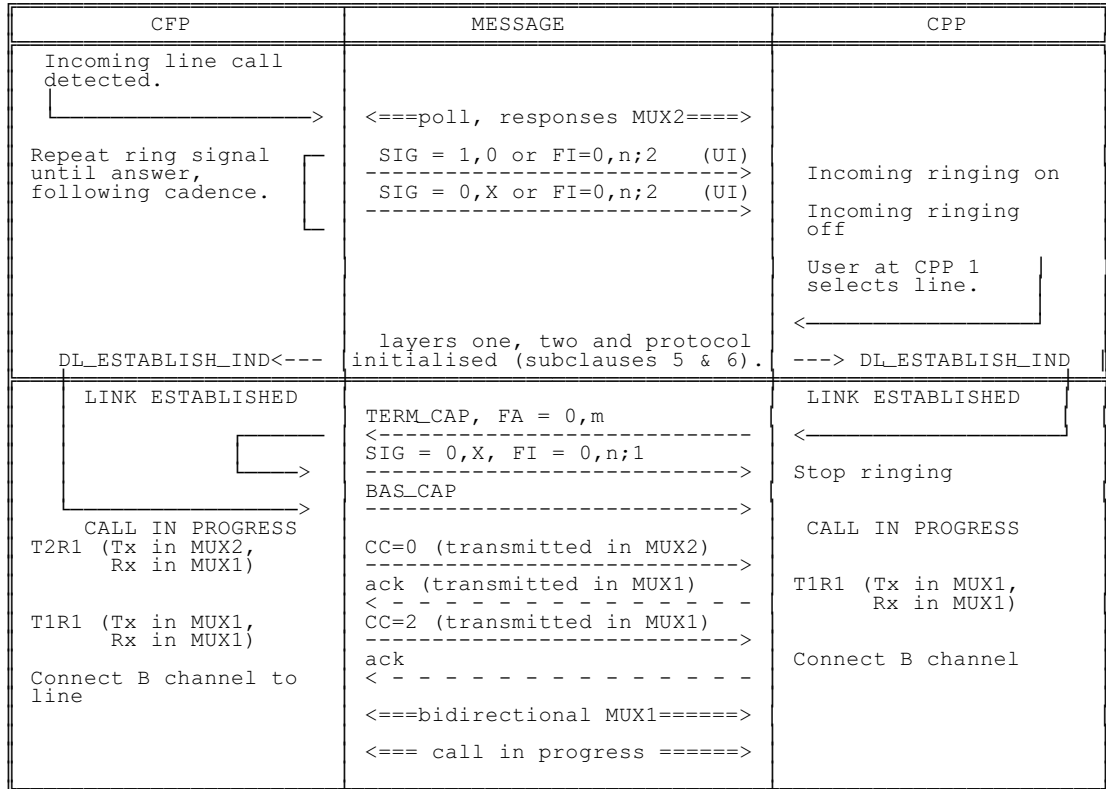 CFP MESSAGE CPP
Incoming line call
detected.
<===poll, responses MUX2====>
Repeat ring signal
until answer,
following cadence.
SIG = 1,0 or FI=0,n;2 (UI)
---------------------------->
SIG = 0,X or FI=0,n;2 (UI)
---------------------------->
Incoming ringing on
Incoming ringing
off
User at CPP 1
selects line.
layers one, two and protocol
initialised (subclauses 5 & 6).
DL_ESTABLISH_IND<---
---> DL_ESTABLISH_IND
LINK ESTABLISHED
LINK ESTABLISHED
TERM_CAP, FA = 0,m
<----------------------------
SIG = 0,X, FI = 0,n;1
---------------------------->
Stop ringing
BAS_CAP
---------------------------->
CALL IN PROGRESS
CALL IN PROGRESS
T2R1 (Tx in MUX2,
Rx in MUX1)
CC=0 (transmitted in MUX2)
---------------------------->
ack (transmitted in MUX1)
< - - - - - - - - - - - - - -
T1R1 (Tx in MUX1,
Rx in MUX1)
T1R1 (Tx in MUX1,
Rx in MUX1)
CC=2 (transmitted in MUX1)
---------------------------->
ack
< - - - - - - - - - - - - - -
Connect B channel
Connect B channel to
line
<===bidirectional MUX1======>
<=== call in progress ======>